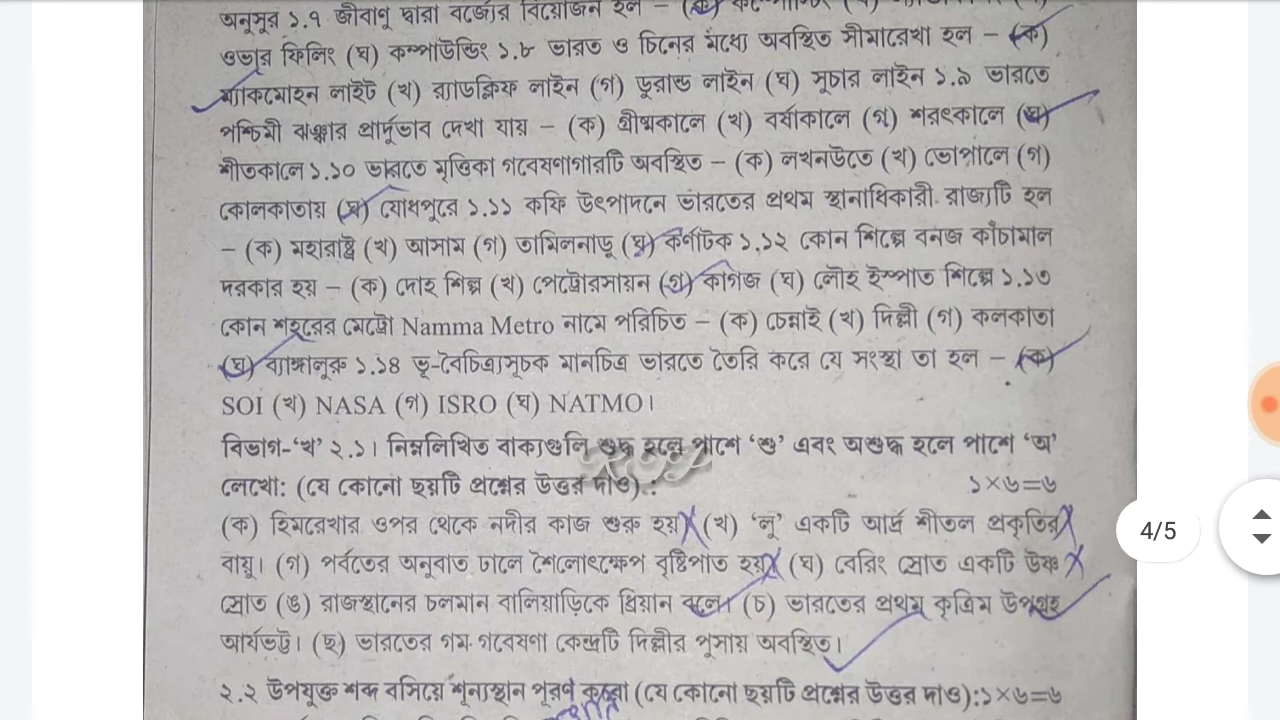 অনুসূর ১.৭ জীবাণু দ্বারা বর্জ্যের বিয়োজন হল – (ক)
ওভার ফিলিং (ঘ) কম্পাউন্ডিং ১.৮ ভারত ও চিনের মধ্যে অবস্থিত সীমারেখা হল – (ক)
ম্যাকমোহন লাইট (খ) র‍্যাডক্লিফ লাইন (গ) ডুরান্ড লাইন (ঘ) সূচার লাইন ১.৯ ভারতে
পশ্চিমী ঝঞ্ঝার প্রার্দুভাব দেখা যায় – (ক) গ্রীষ্মকালে (খ) বর্ষাকালে (গ) শরৎকালে (ঘ)
শীতকালে ১.১০ ভারতে মৃত্তিকা গবেষণাগারটি অবস্থিত – (ক) লখনউতে (খ) ভোপালে (গ)
কোলকাতায় (ঘ) যোধপুরে ১.১১ কফি উৎপাদনে ভারতের প্রথম স্থানাধিকারী রাজ্যটি হল
– (ক) মহারাষ্ট্র (খ) আসাম (গ) তামিলনাড়ু (ঘ) কর্ণাটক ১.১২ কোন শিল্পে বনজ কাঁচামাল
দরকার হয় – (ক) দোহ শিল্প (খ) পেট্রোরসায়ন (গ) কাগজ (ঘ) লৌহ ইস্পাত শিল্পে ১.১৩
কোন শহরের মেট্রো Namma Metro নামে পরিচিত – (ক) চেন্নাই (খ) দিল্লী (গ) কলকাতা
(ঘ) ব্যাঙ্গালুরু ১.১৪ ভূ-বৈচিত্র্যসূচক মানচিত্র ভারতে তৈরি করে যে সংস্থা তা হল – (ক)
SOI (খ) NASA (গ) ISRO (ঘ) NATMO।
বিভাগ-‘খ’ ২.১। নিম্নলিখিত বাক্যগুলি শুদ্ধ হলে পাশে ‘শু’ এবং অশুদ্ধ হলে পাশে ‘অ’
লেখো: (যে কোনো ছয়টি প্রশ্নের উত্তর দাও) : ১×৬=৬
(ক) হিমরেখার ওপর থেকে নদীর কাজ শুরু হয় (খ) ‘লু’ একটি আর্দ্র শীতল প্রকৃতির
বায়ু। (গ) পর্বতের অনুবাত ঢালে শৈলোৎক্ষেপ বৃষ্টিপাত হয় (ঘ) বেরিং স্রোত একটি উষ্ণ
স্রোত (ঙ) রাজস্থানের চলমান বালিয়াড়িকে থ্রিয়ান বলে। (চ) ভারতের প্রথম কৃত্রিম উপগ্রহ
আর্যভট্ট। (ছ) ভারতের গম গবেষণা কেন্দ্রটি দিল্লীর পুসায় অবস্থিত।
২.২ উপযুক্ত শব্দ বসিয়ে শূন্যস্থান পূরণ করো (যে কোনো ছয়টি প্রশ্নের উত্তর দাও):১×৬=৬
4/5